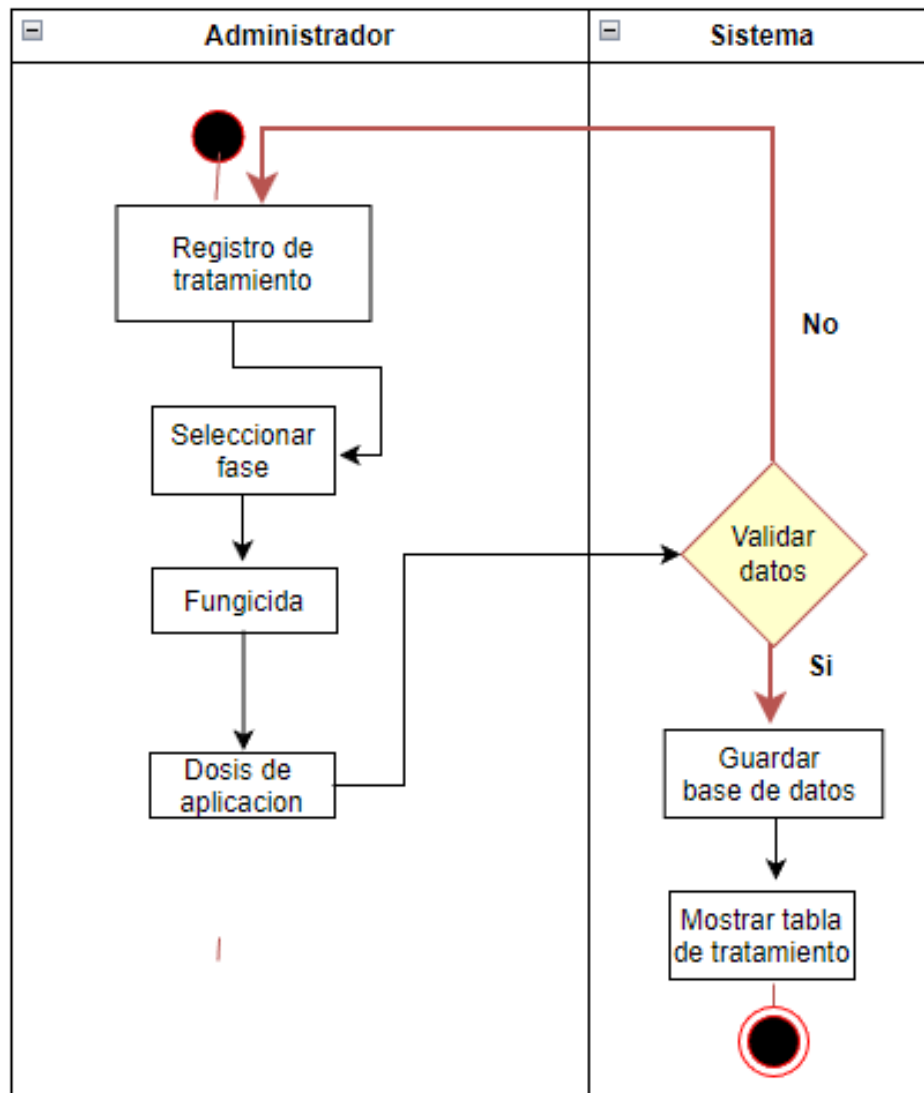 Administrador
Sistema
Registro de
tratamiento
No
Seleccionar
fase
Validar
datos
Fungicida
Si
Dosis de
aplicacion
Guardar
base de datos
Mostrar tabla
de tratamiento